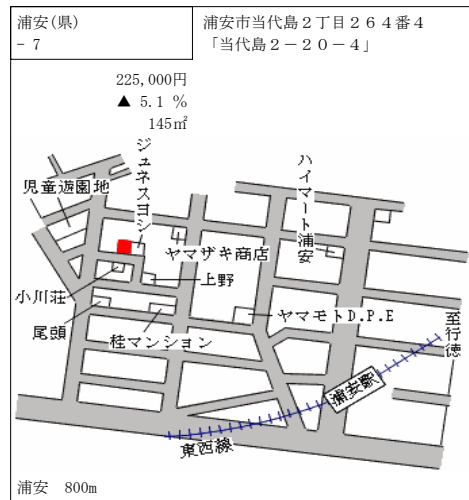 浦安(県)
- 7
浦安市当代島２丁目２６４番４
「当代島２－２０－４」
225,000円
▲ 5.1 %
145㎡
ジュネスヨシ
ハイマート浦安
児童遊園地
ヤマザキ商店
上野
小川荘
尾頭
桂マンション
ヤマモトD.P.E
至行徳
浦安駅
東西線
浦安 800m